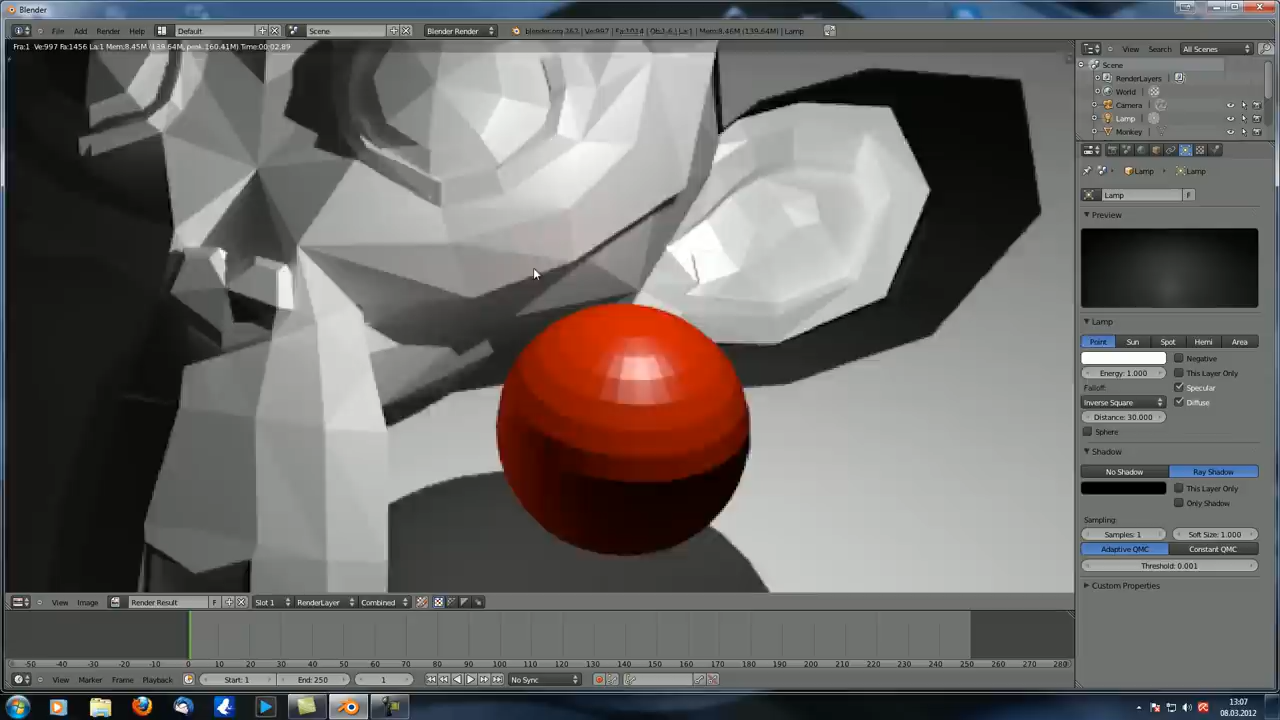 Blender
File Add Render Help Default Scene Blender Render blender.org 263 | Ve:997 | Fa:1014 | Ob:1-6 | La:1 | Mem:8.46M (139.64M) | Lamp
Fra:1 Ve:997 Fa:1456 La:1 Mem:8.45M (139.64M, peak 160.41M) Time:00:02.89
View Search All Scenes
Scene
RenderLayers
World
Camera
Lamp
Monkey
Lamp Lamp
Lamp F
Preview
Lamp
Point Sun Spot Hemi Area
Negative
Energy: 1.000 This Layer Only
Falloff: Specular
Inverse Square Diffuse
Distance: 30.000
Sphere
Shadow
No Shadow Ray Shadow
This Layer Only
Only Shadow
Sampling:
Samples: 1 Soft Size: 1.000
Adaptive QMC Constant QMC
Threshold: 0.001
Custom Properties
View Image Render Result F Slot 1 RenderLayer Combined
-50 -40 -30 -20 -10 0 10 20 30 40 50 60 70 80 90 100 110 120 130 140 150 160 170 180 190 200 210 220 230 240 250 260 270 280
View Marker Frame Playback Start: 1 End: 250 1 No Sync
13:07
08.03.2012